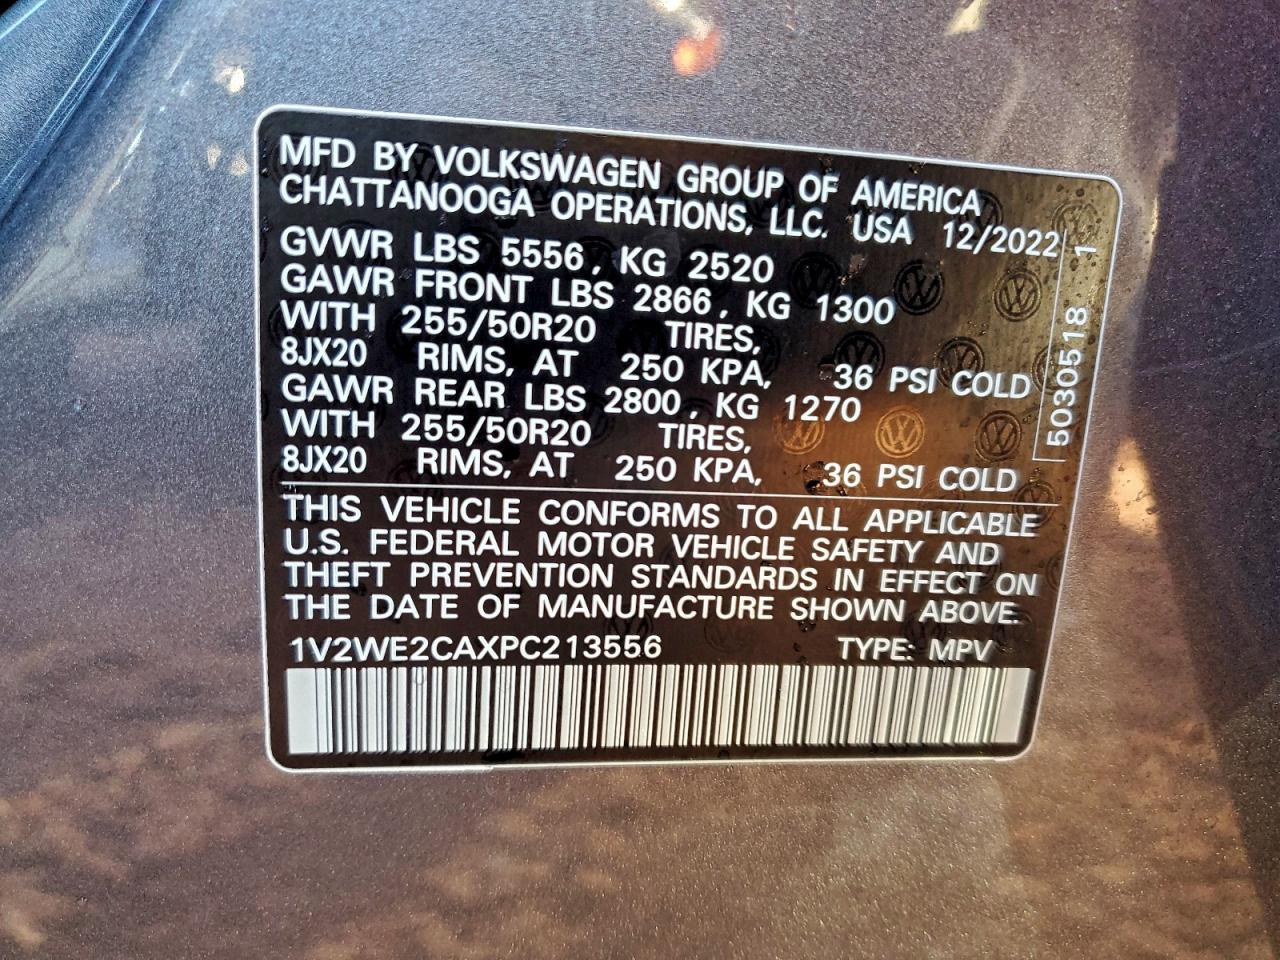 MFD BY VOLKSWAGEN GROUP OF AMERICA
CHATTANOOGA OPERATIONS, LLC. USA 12/2022
GVWR LBS 5556, KG 2520
GAWR FRONT LBS 2866, KG 1300
WITH 255/50R20 TIRES,
8JX20 RIMS, AT 250 KPA, 36 PSI COLD
GAWR REAR LBS 2800, KG 1270
WITH 255/50R20 TIRES,
8JX20 RIMS, AT 250 KPA, 36 PSI COLD
5030518 1
THIS VEHICLE CONFORMS TO ALL APPLICABLE
U.S. FEDERAL MOTOR VEHICLE SAFETY AND
THEFT PREVENTION STANDARDS IN EFFECT ON
THE DATE OF MANUFACTURE SHOWN ABOVE.
1V2WE2CAXPC213556 TYPE: MPV